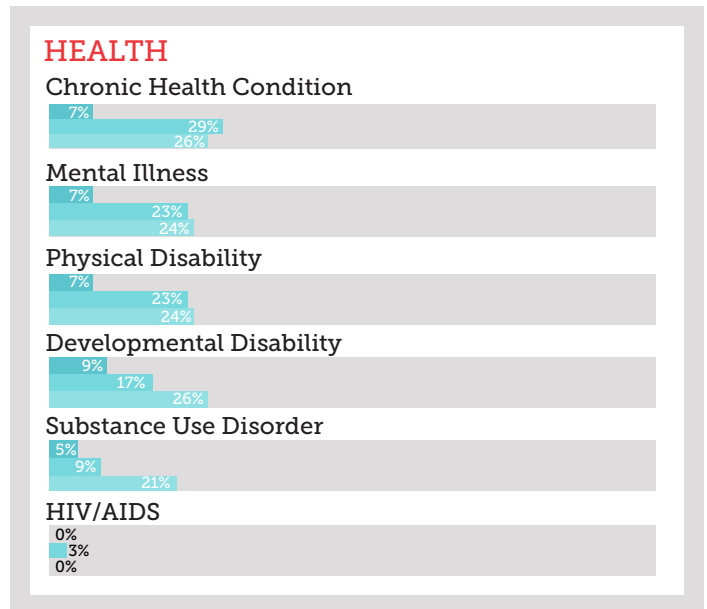 HEALTH
Chronic Health Condition
7%
29%
26%
Mental Illness
7%
23%
24%
Physical Disability
7%
23%
24%
Developmental Disability
9%
17%
26%
Substance Use Disorder
5%
9%
21%
HIV/AIDS
0%
3%
0%